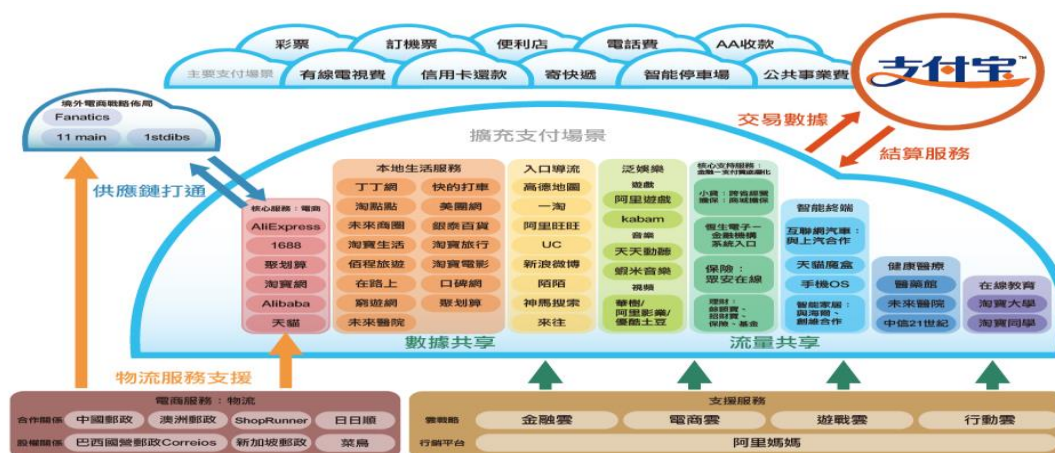 彩票
訂機票
便利店
電話費
AA收款
主要支付場景
有線電視費
信用卡還款
寄快遞
智能停車場
公共事業費
支付宝™
境外電商戰略佈局
Fanatics
11 main
1stdibs
擴充支付場景
交易數據
結算服務
供應鏈打通
核心服務:電商
AliExpress
1688
聚划算
淘寶網
Alibaba
天貓
本地生活服務
丁丁網
快的打車
淘點點
美團網
未來商圈
銀泰百貨
淘寶生活
淘寶旅行
佰程旅遊
淘寶電影
在路上
口碑網
窮遊網
聚划算
未來醫院
入口導流
高德地圖
一淘
阿里旺旺
UC
新浪微博
陌陌
神馬搜索
來往
泛娛樂
遊戲
阿里遊戲
kabam
音樂
天天動聽
蝦米音樂
視頻
華樹/
阿里影業/
優酷土豆
核心支持服務:
小貸:跨省經營
擔保:商城擔保
恆生電子一
金融機構
系統入口
保險:
眾安在線
理財:
餘額寶、
招財寶、
保險、基金
智能終端
互聯網汽車:
與上汽合作
天貓魔盒
手機OS
智能家居:
與海爾、
創維合作
健康醫療
醫藥館
未來醫院
中信21世紀
在線教育
淘寶大學
淘寶同學
數據共享
流量共享
物流服務支援
電商服務:物流
合作關係
中國郵政
澳洲郵政
ShopRunner
日日順
股權關係
巴西國營郵政Correios
新加坡郵政
菜鳥
支援服務
雲戰略
金融雲
電商雲
遊戰雲
行動雲
行銷平台
阿里媽媽